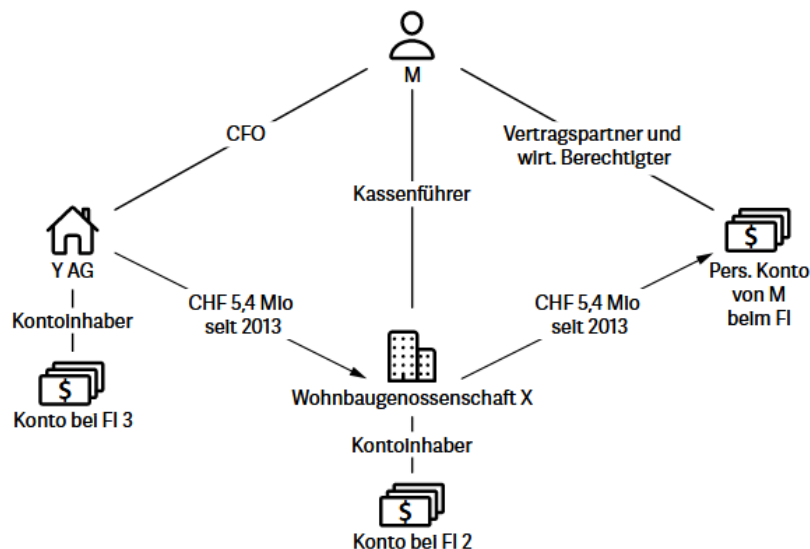 M
CFO
Vertragspartner und
wirt. Berechtigter
Kassenführer
$
Y AG
Pers. Konto
von M
beim FI
CHF 5,4 Mio
seit 2013
CHF 5,4 Mio
seit 2013
Kontoinhaber
$
Konto bei FI 3
Wohnbaugenossenschaft X
Kontoinhaber
$
Konto bei FI 2